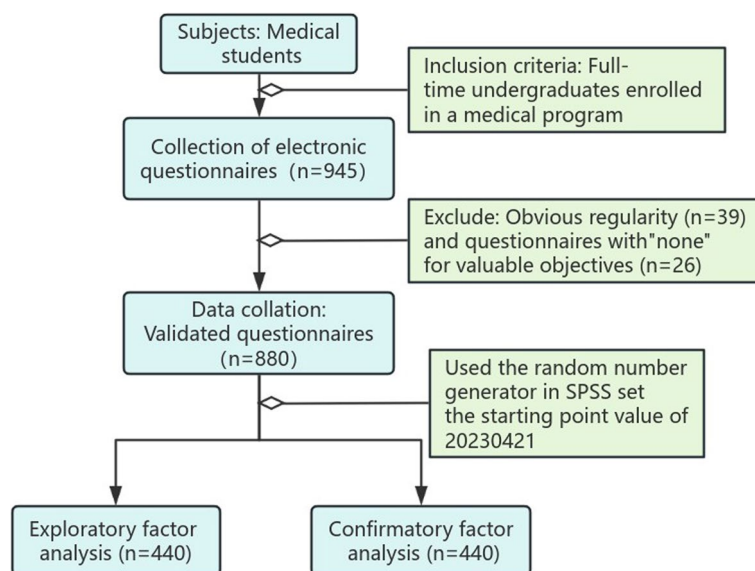 Subjects: Medical
students
Inclusion criteria: Full-
time undergraduates enrolled
in a medical program
Collection of electronic
questionnaires (n=945)
Exclude: Obvious regularity (n=39)
and questionnaires with"none"
for valuable objectives (n=26)
Data collation:
Validated questionnaires
(n=880)
Used the random number
generator in SPSS set
the starting point value of
20230421
Exploratory factor
analysis (n=440)
Confirmatory factor
analysis (n=440)